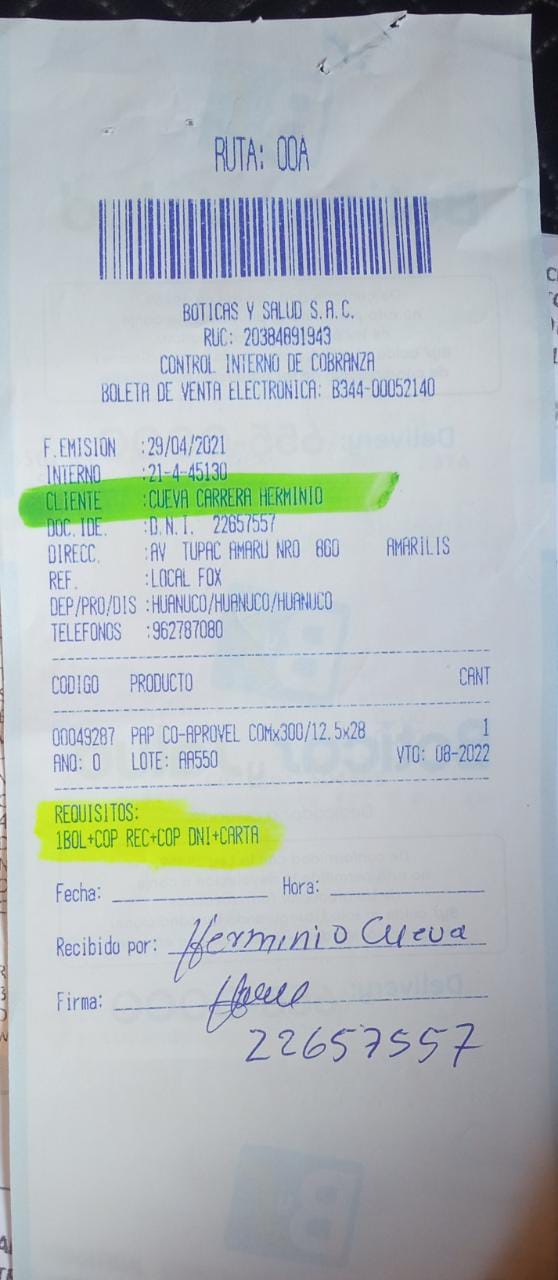 RUTA: 00A
BOTICAS Y SALUD S.A.C.
RUC: 20384891943
CONTROL INTERNO DE COBRANZA
BOLETA DE VENTA ELECTRONICA: B344-00052140
F.EMISION :29/04/2021
INTERNO :21-4-45130
CLIENTE :CUEVA CARRERA HERMINIO
DOC.IDE. :D.N.I. 22657557
DIRECC. :AV TUPAC AMARU NRO 860 AMARILIS
REF. :LOCAL FOX
DEP/PRO/DIS :HUANUCO/HUANUCO/HUANUCO
TELEFONOS :962787080
CODIGO PRODUCTO CANT
00049287 PAP CO-APROVEL COMx300/12.5x28 1
ANQ: 0 LOTE: AA550 VTO: 08-2022
REQUISITOS:
1BOL+COP REC+COP DNI+CARTA
Fecha: Hora:
Recibido por: Herminio Cueva
Firma:
22657557